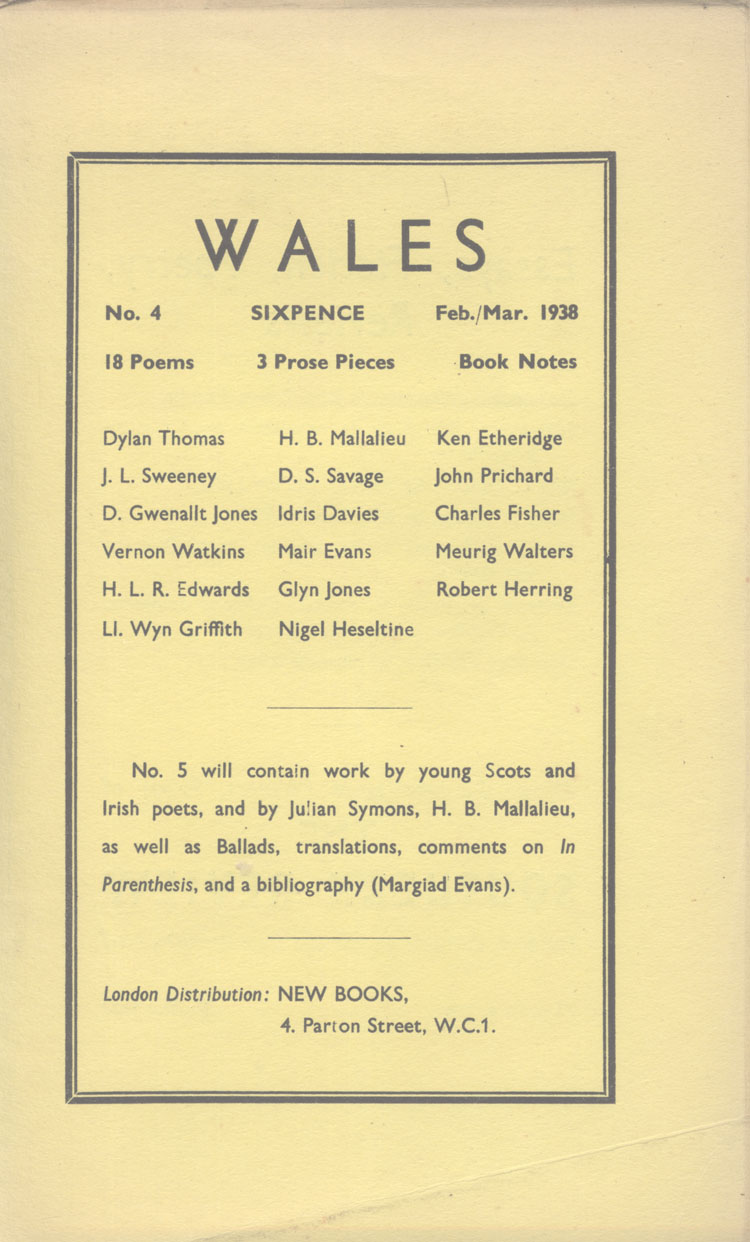 WALES
No. 4 SIXPENCE Feb./Mar. 1938
18 Poems 3 Prose Pieces Book Notes
Dylan Thomas H. B. Mallalieu Ken Etheridge
J. L. Sweeney D. S. Savage John Prichard
D. Gwenallt Jones Idris Davies Charles Fisher
Vernon Watkins Mair Evans Meurig Walters
H. L. R. Edwards Glyn Jones Robert Herring
Ll. Wyn Griffith Nigel Heseltine
No. 5 will contain work by young Scots and
Irish poets, and by Julian Symons, H. B. Mallalieu,
as well as Ballads, translations, comments on In
Parenthesis, and a bibliography (Margiad Evans).
London Distribution: NEW BOOKS,
4. Parton Street, W.C.1.